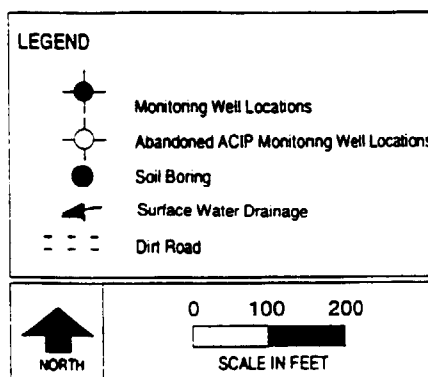 LEGEND
Monitoring Well Locations
Abandoned ACIP Monitoring Well Locations
Soil Boring
Surface Water Drainage
Dirt Road
0 100 200
NORTH
SCALE IN FEET